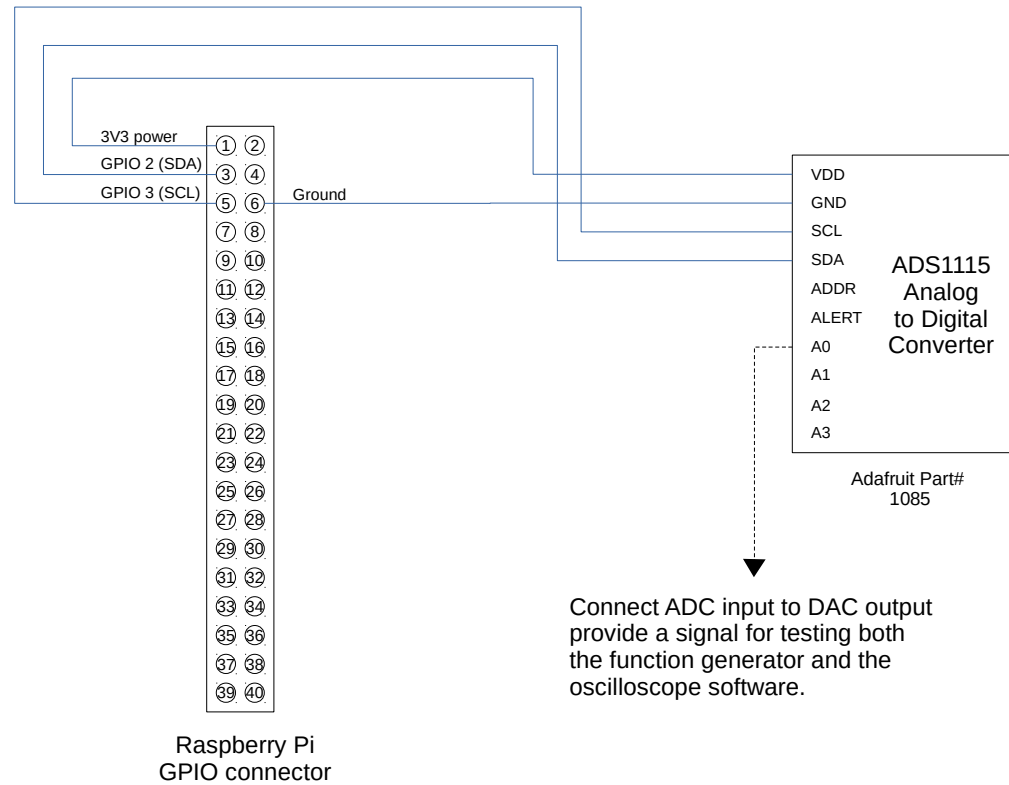 3V3 power
GPIO 2 (SDA)
GPIO 3 (SCL)
Ground
1 2
3 4
5 6
7 8
9 10
11 12
13 14
15 16
17 18
19 20
21 22
23 24
25 26
27 28
29 30
31 32
33 34
35 36
37 38
39 40
Raspberry Pi
GPIO connector
VDD
GND
SCL
SDA
ADDR
ALERT
A0
A1
A2
A3
ADS1115
Analog
to Digital
Converter
Adafruit Part#
1085
Connect ADC input to DAC output
provide a signal for testing both
the function generator and the
oscilloscope software.